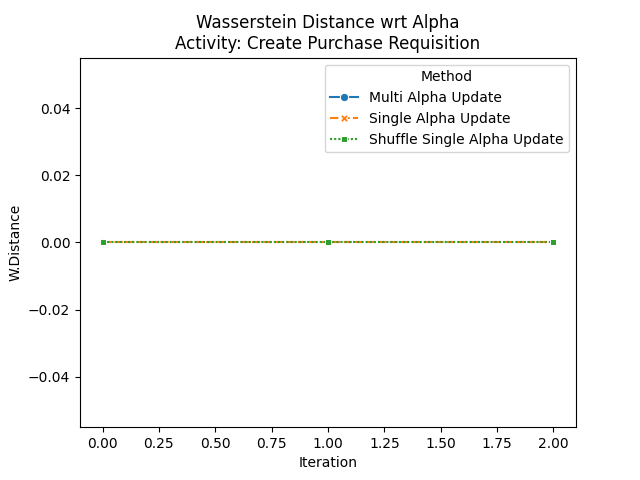 Wasserstein Distance wrt Alpha
Activity: Create Purchase Requisition
Method
Multi Alpha Update
Single Alpha Update
Shuffle Single Alpha Update
W.Distance
0.04
0.02
0.00
−0.02
−0.04
0.00 0.25 0.50 0.75 1.00 1.25 1.50 1.75 2.00
Iteration